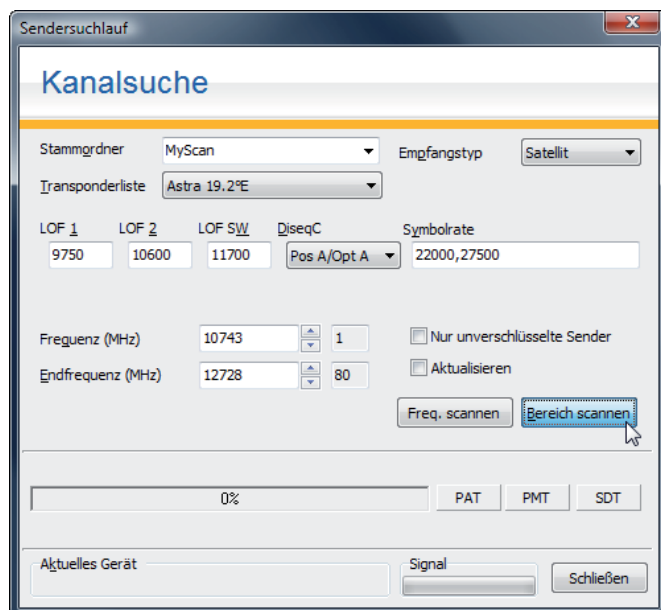 Sendersuchlauf
Kanalsuche
Stammordner MyScan Empfangstyp Satellit
Transponderliste Astra 19.2°E
LOF 1 LOF 2 LOF SW DiseqC Symbolrate
9750 10600 11700 Pos A/Opt A 22000,27500
Frequenz (MHz) 10743 1 Nur unverschlüsselte Sender
Endfrequenz (MHz) 12728 80 Aktualisieren
Freq. scannen Bereich scannen
0% PAT PMT SDT
Aktuelles Gerät Signal
Schließen